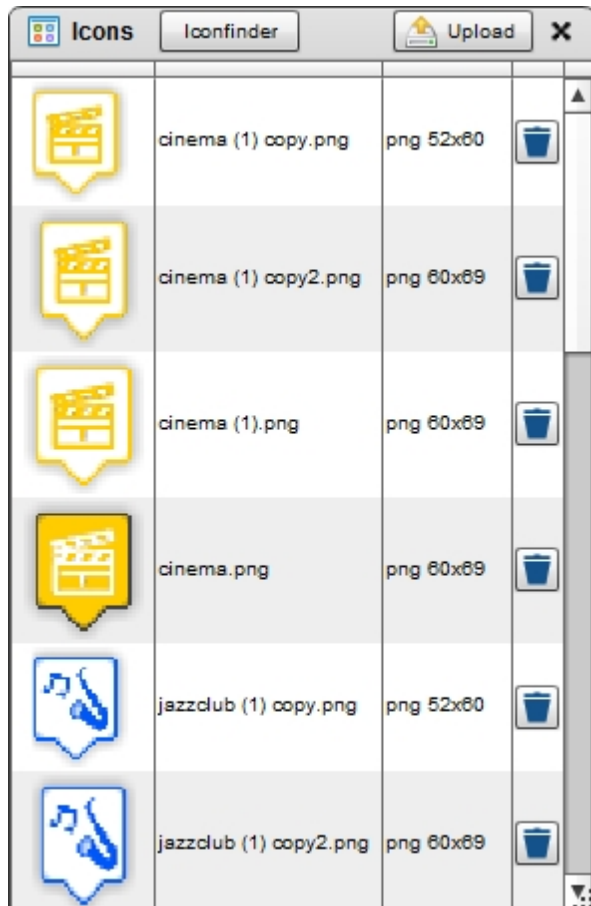 Icons Iconfinder Upload
cinema (1) copy.png png 52x60
cinema (1) copy2.png png 60x69
cinema (1).png png 60x69
cinema.png png 60x69
jazzclub (1) copy.png png 52x60
jazzclub (1) copy2.png png 60x69